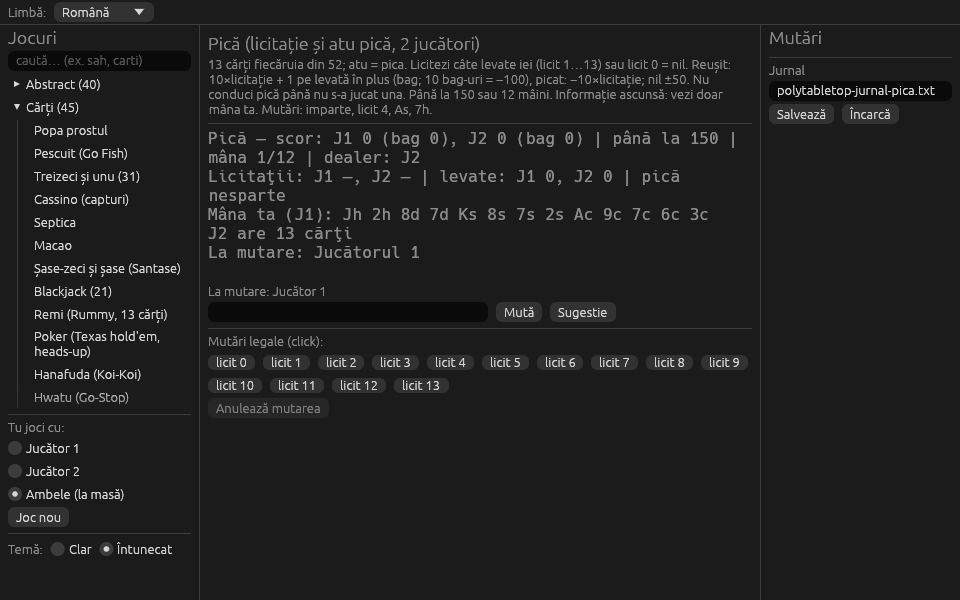 Limbă: Română
Jocuri
caută… (ex. sah, carti)
Abstract (40)
Cărți (45)
Popa prostul
Pescuit (Go Fish)
Treizeci și unu (31)
Cassino (capturi)
Septica
Macao
Șase-zeci și șase (Santase)
Blackjack (21)
Remi (Rummy, 13 cărți)
Poker (Texas hold'em,
heads-up)
Hanafuda (Koi-Koi)
Hwatu (Go-Stop)
Tu joci cu:
Jucător 1
Jucător 2
Ambele (la masă)
Joc nou
Temă: Clar Întunecat
Pică (licitație și atu pică, 2 jucători)
13 cărți fiecăruia din 52; atu = pica. Licitezi câte levate iei (licit 1…13) sau licit 0 = nil. Reușit:
10×licitație + 1 pe levată în plus (bag; 10 bag-uri = −100), picat: −10×licitație; nil ±50. Nu
conduci pică până nu s-a jucat una. Până la 150 sau 12 mâini. Informație ascunsă: vezi doar
mâna ta. Mutări: imparte, licit 4, As, 7h.
Pică — scor: J1 0 (bag 0), J2 0 (bag 0) | până la 150 |
mâna 1/12 | dealer: J2
Licitații: J1 —, J2 — | levate: J1 0, J2 0 | pică
nesparte
Mâna ta (J1): Jh 2h 8d 7d Ks 8s 7s 2s Ac 9c 7c 6c 3c
J2 are 13 cărți
La mutare: Jucătorul 1
La mutare: Jucător 1
Mută Sugestie
Mutări legale (click):
licit 0 licit 1 licit 2 licit 3 licit 4 licit 5 licit 6 licit 7 licit 8 licit 9
licit 10 licit 11 licit 12 licit 13
Anulează mutarea
Mutări
Jurnal
polytabletop-jurnal-pica.txt
Salvează Încarcă